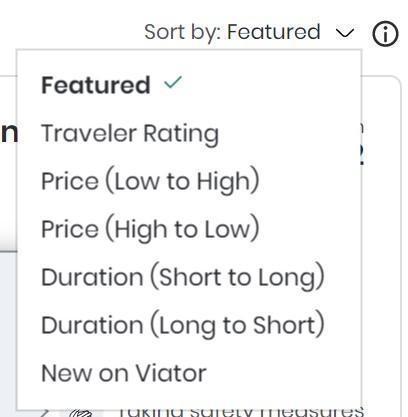 Sort by: Featured
Featured
Traveler Rating
Price (Low to High)
Price (High to Low)
Duration (Short to Long)
Duration (Long to Short)
New on Viator
Taking safety measures